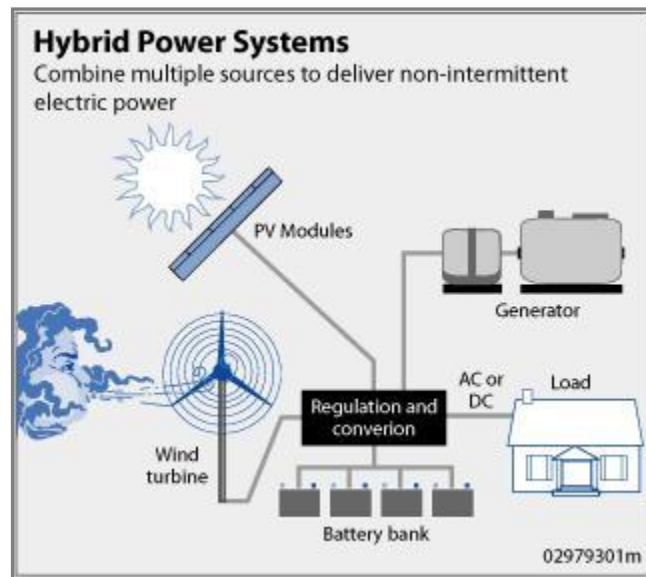 Hybrid Power Systems
Combine multiple sources to deliver non-intermittent
electric power
PV Modules
Generator
AC or
DC
Load
Regulation and
converion
Wind
turbine
Battery bank
02979301m